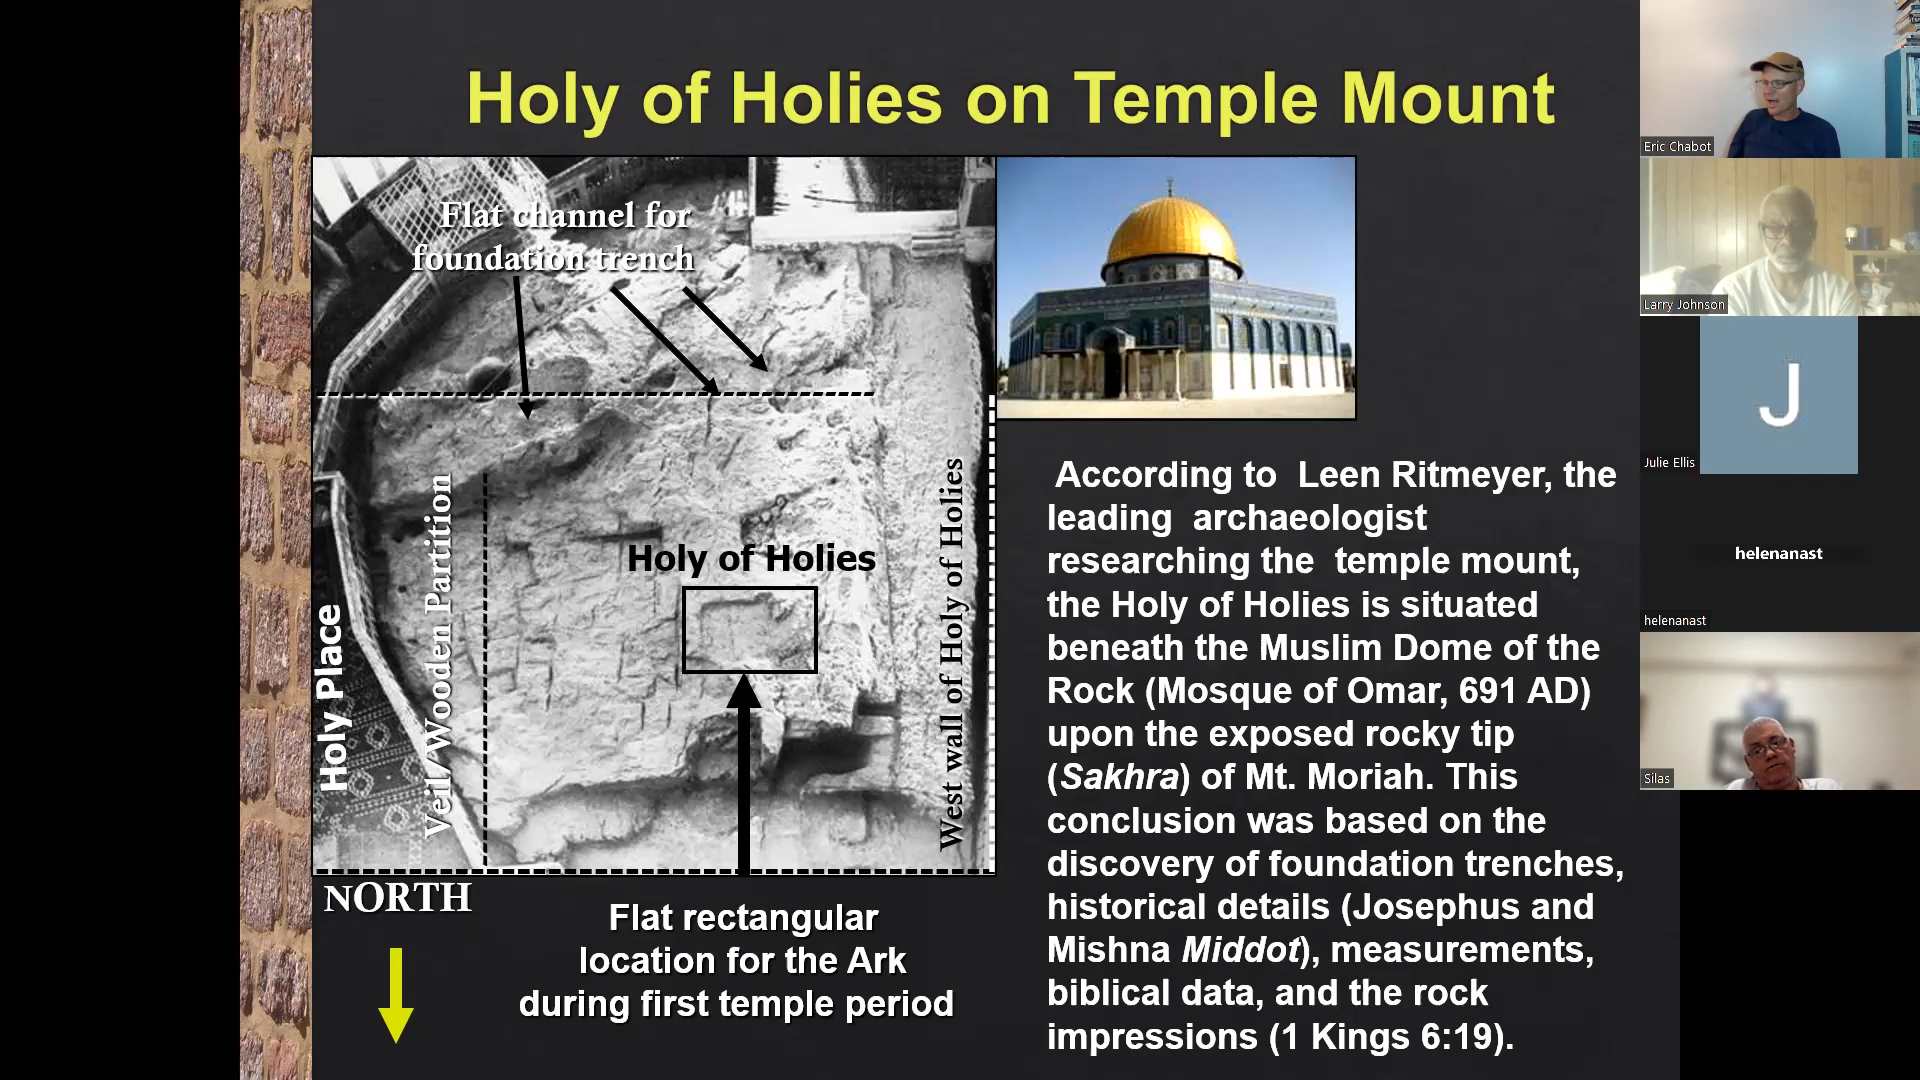 Holy of Holies on Temple Mount
Flat channel for
foundation trench
Holy of Holies
Holy Place
Veil/Wooden Partition
West wall of Holy of Holies
NORTH
Flat rectangular
location for the Ark
during first temple period
According to Leen Ritmeyer, the
leading archaeologist
researching the temple mount,
the Holy of Holies is situated
beneath the Muslim Dome of the
Rock (Mosque of Omar, 691 AD)
upon the exposed rocky tip
(Sakhra) of Mt. Moriah. This
conclusion was based on the
discovery of foundation trenches,
historical details (Josephus and
Mishna Middot), measurements,
biblical data, and the rock
impressions (1 Kings 6:19).
Eric Chabot
Larry Johnson
J
Julie Ellis
helenanast
helenanast
Silas